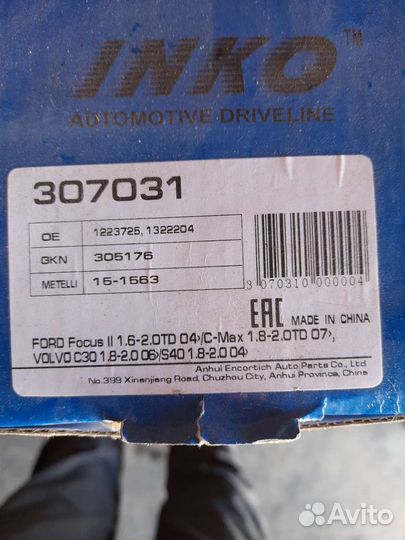 INKO™
AUTOMOTIVE DRIVELINE
307031
OE 1223725, 1322204
GKN 305176
METELLI 15-1563
3 070310 000004
EAC MADE IN CHINA
FORD Focus II 1.6-2.0TD 04>/C-Max 1.8-2.0TD 07>,
VOLVO C30 1.8-2.0 06>/S40 1.8-2.0 04>
Anhui Encortich Auto Parts Co., Ltd
No.399 Xinanjiang Road, Chuzhou City, Anhui Province, China
Avito